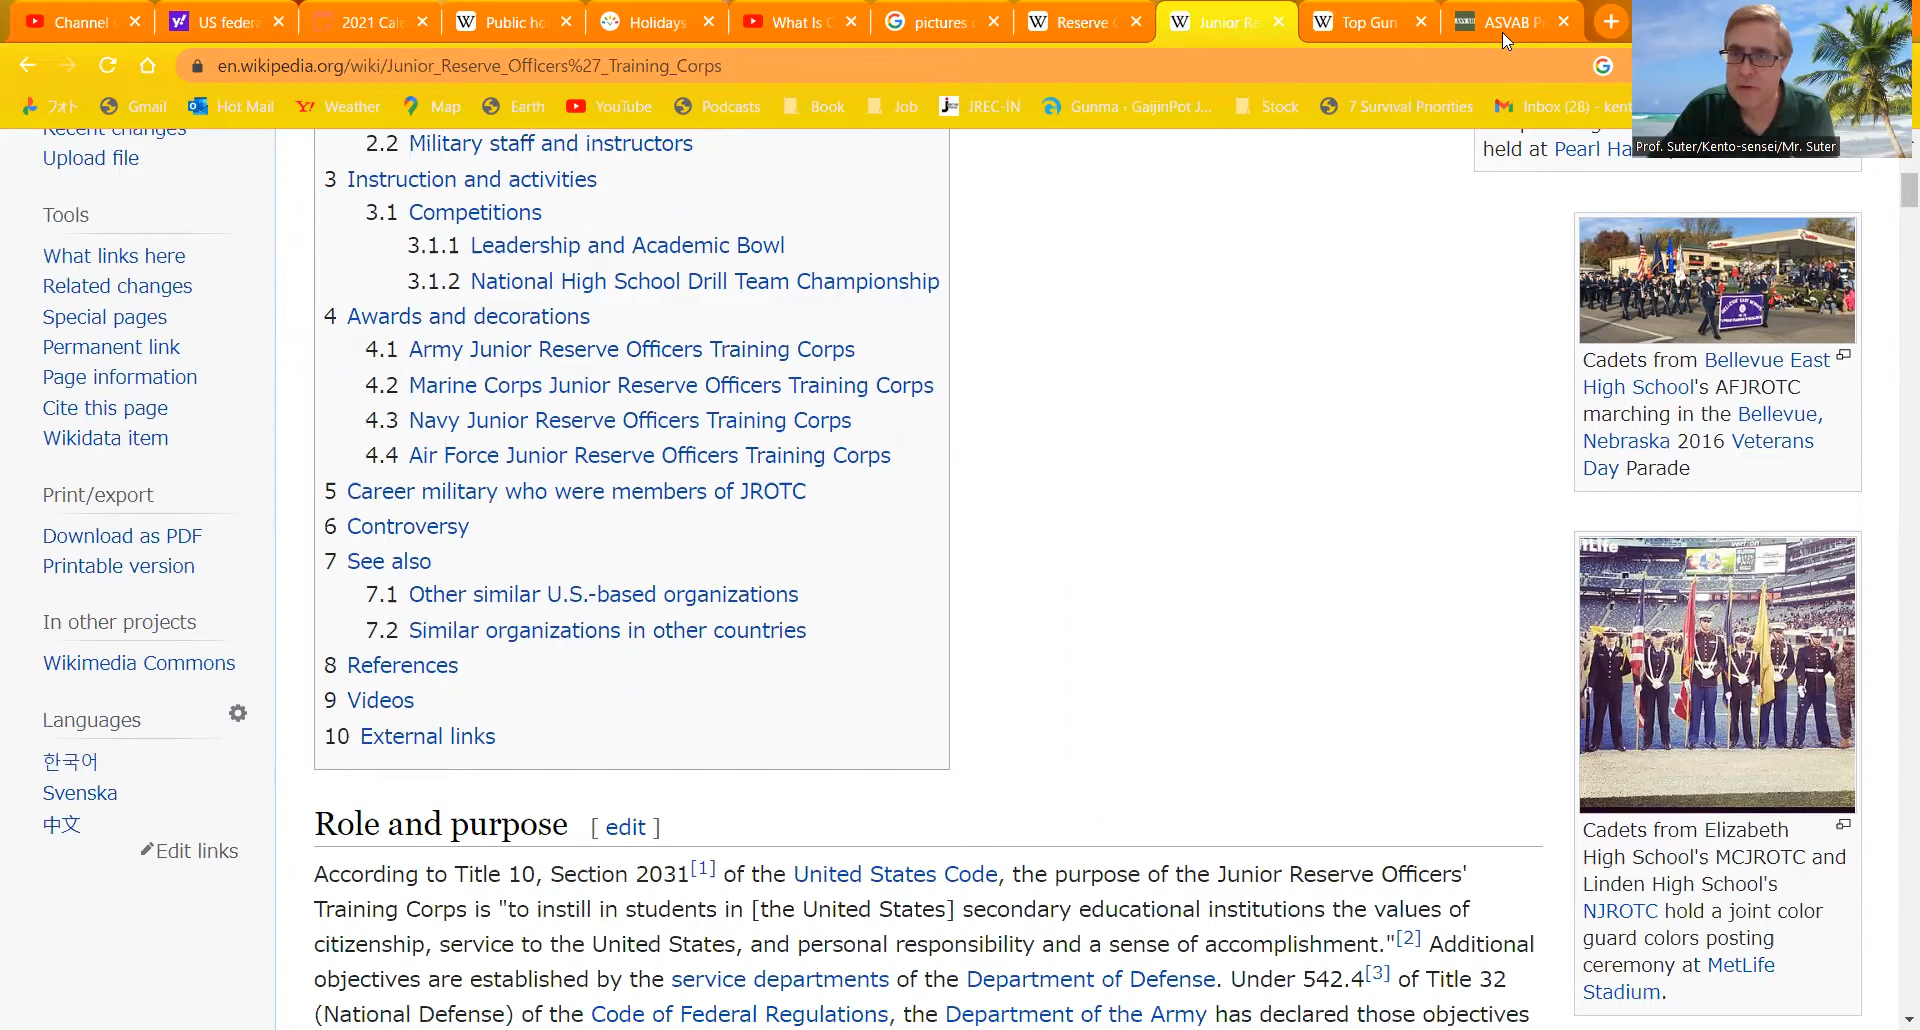 Channel
US feder
2021 Cal
Public ho
Holidays
What Is
pictures
Reserve
Junior Re
Top Gun
ASVAB P
en.wikipedia.org/wiki/Junior_Reserve_Officers%27_Training_Corps
フォト
Gmail
Hot Mail
Weather
Map
Earth
YouTube
Podcasts
Book
Job
JREC-IN
Gunma ‹ GaijinPot J...
Stock
7 Survival Priorities
Inbox (28) - kent
Prof. Suter/Kento-sensei/Mr. Suter
Recent changes
Upload file
Tools
What links here
Related changes
Special pages
Permanent link
Page information
Cite this page
Wikidata item
Print/export
Download as PDF
Printable version
In other projects
Wikimedia Commons
Languages
한국어
Svenska
中文
Edit links
2.2 Military staff and instructors
3 Instruction and activities
3.1 Competitions
3.1.1 Leadership and Academic Bowl
3.1.2 National High School Drill Team Championship
4 Awards and decorations
4.1 Army Junior Reserve Officers Training Corps
4.2 Marine Corps Junior Reserve Officers Training Corps
4.3 Navy Junior Reserve Officers Training Corps
4.4 Air Force Junior Reserve Officers Training Corps
5 Career military who were members of JROTC
6 Controversy
7 See also
7.1 Other similar U.S.-based organizations
7.2 Similar organizations in other countries
8 References
9 Videos
10 External links
Role and purpose [ edit ]
According to Title 10, Section 2031[1] of the United States Code, the purpose of the Junior Reserve Officers'
Training Corps is "to instill in students in [the United States] secondary educational institutions the values of
citizenship, service to the United States, and personal responsibility and a sense of accomplishment."[2] Additional
objectives are established by the service departments of the Department of Defense. Under 542.4[3] of Title 32
(National Defense) of the Code of Federal Regulations, the Department of the Army has declared those objectives
held at Pearl Ha
Cadets from Bellevue East
High School's AFJROTC
marching in the Bellevue,
Nebraska 2016 Veterans
Day Parade
Cadets from Elizabeth
High School's MCJROTC and
Linden High School's
NJROTC hold a joint color
guard colors posting
ceremony at MetLife
Stadium.